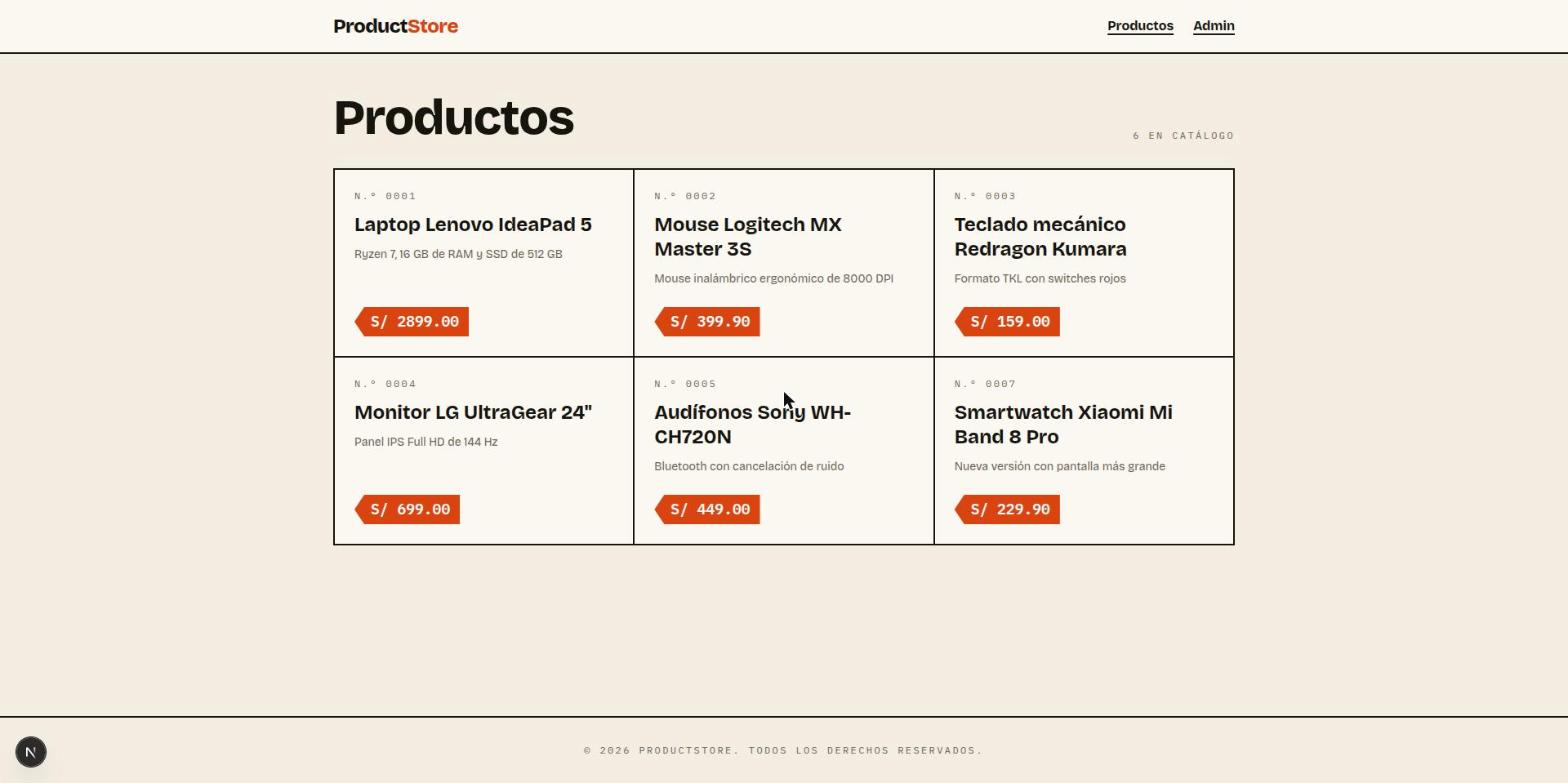 ProductStore
Productos Admin
Productos
6 EN CATÁLOGO
N.º 0001
Laptop Lenovo IdeaPad 5
Ryzen 7, 16 GB de RAM y SSD de 512 GB
S/ 2899.00
N.º 0002
Mouse Logitech MX
Master 3S
Mouse inalámbrico ergonómico de 8000 DPI
S/ 399.90
N.º 0003
Teclado mecánico
Redragon Kumara
Formato TKL con switches rojos
S/ 159.00
N.º 0004
Monitor LG UltraGear 24"
Panel IPS Full HD de 144 Hz
S/ 699.00
N.º 0005
Audífonos Sony WH-
CH720N
Bluetooth con cancelación de ruido
S/ 449.00
N.º 0007
Smartwatch Xiaomi Mi
Band 8 Pro
Nueva versión con pantalla más grande
S/ 229.90
N
© 2026 PRODUCTSTORE. TODOS LOS DERECHOS RESERVADOS.